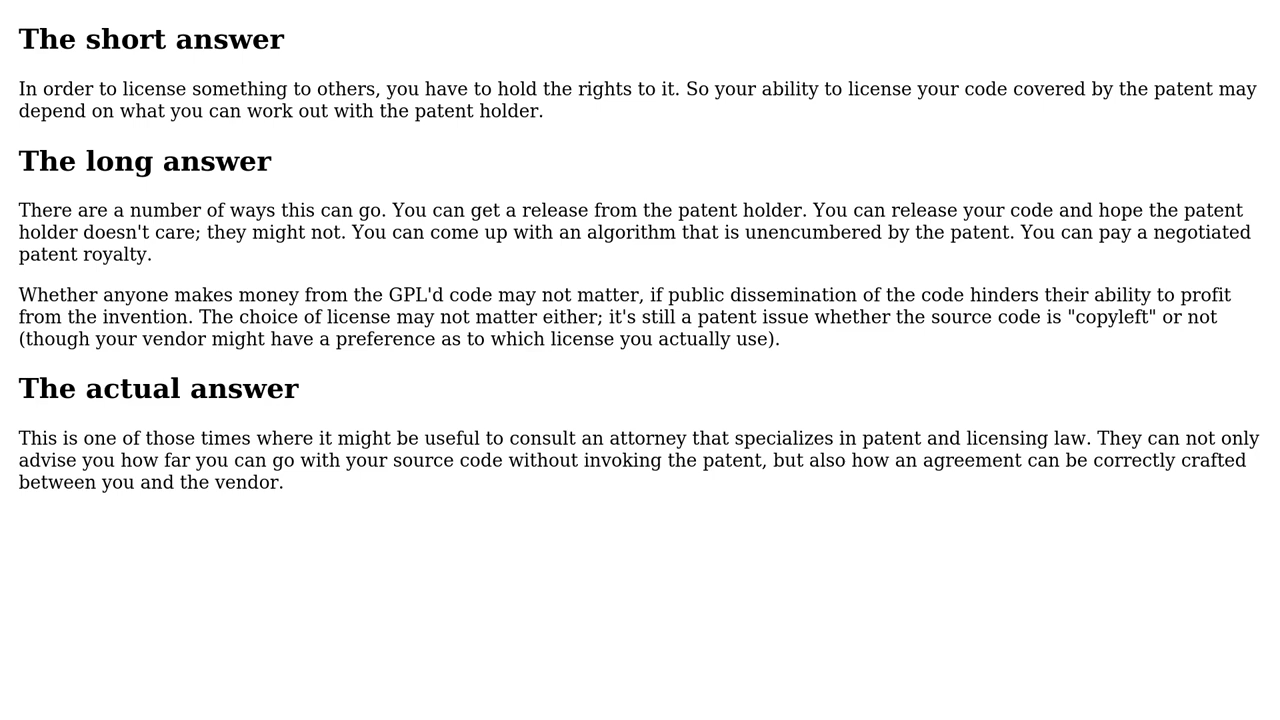 The short answer
In order to license something to others, you have to hold the rights to it. So your ability to license your code covered by the patent may
depend on what you can work out with the patent holder.
The long answer
There are a number of ways this can go. You can get a release from the patent holder. You can release your code and hope the patent
holder doesn't care; they might not. You can come up with an algorithm that is unencumbered by the patent. You can pay a negotiated
patent royalty.
Whether anyone makes money from the GPL'd code may not matter, if public dissemination of the code hinders their ability to profit
from the invention. The choice of license may not matter either; it's still a patent issue whether the source code is "copyleft" or not
(though your vendor might have a preference as to which license you actually use).
The actual answer
This is one of those times where it might be useful to consult an attorney that specializes in patent and licensing law. They can not only
advise you how far you can go with your source code without invoking the patent, but also how an agreement can be correctly crafted
between you and the vendor.